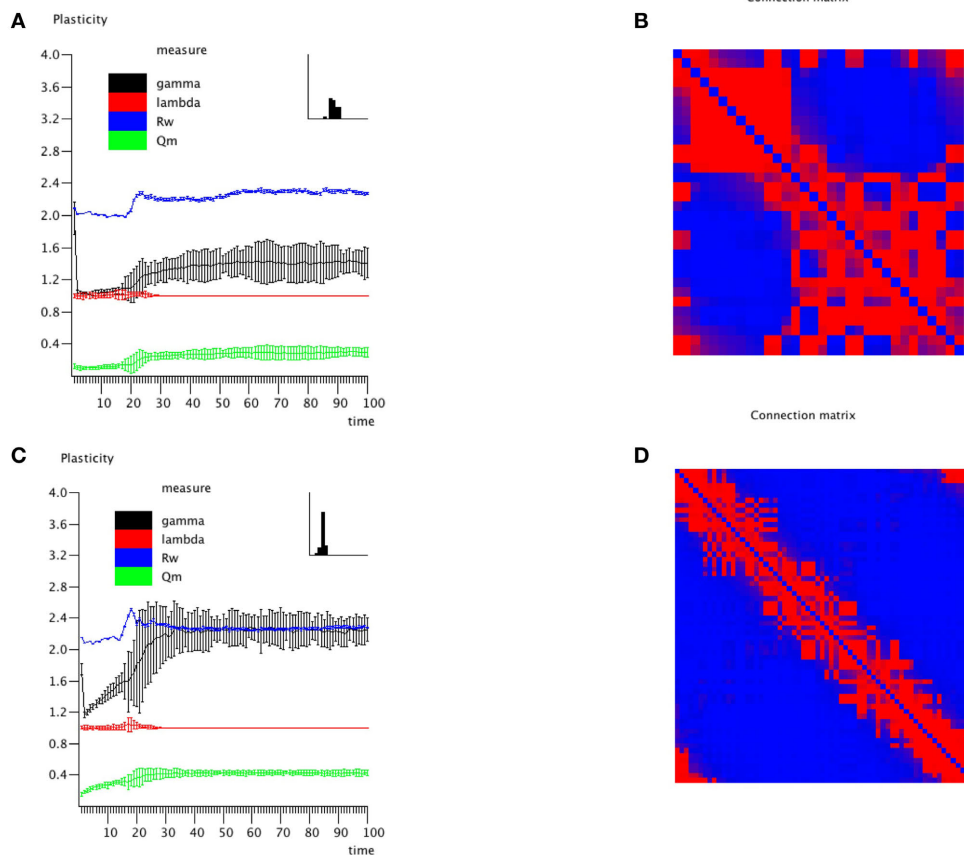 Connection matrix
A
Plasticity
B
measure
gamma
lambda
Rw
Qm
4.0
3.6
3.2
2.8
2.4
2.0
1.6
1.2
0.8
0.4
10 20 30 40 50 60 70 80 90 100
time
Connection matrix
C
Plasticity
D
measure
gamma
lambda
Rw
Qm
4.0
3.6
3.2
2.8
2.4
2.0
1.6
1.2
0.8
0.4
10 20 30 40 50 60 70 80 90 100
time